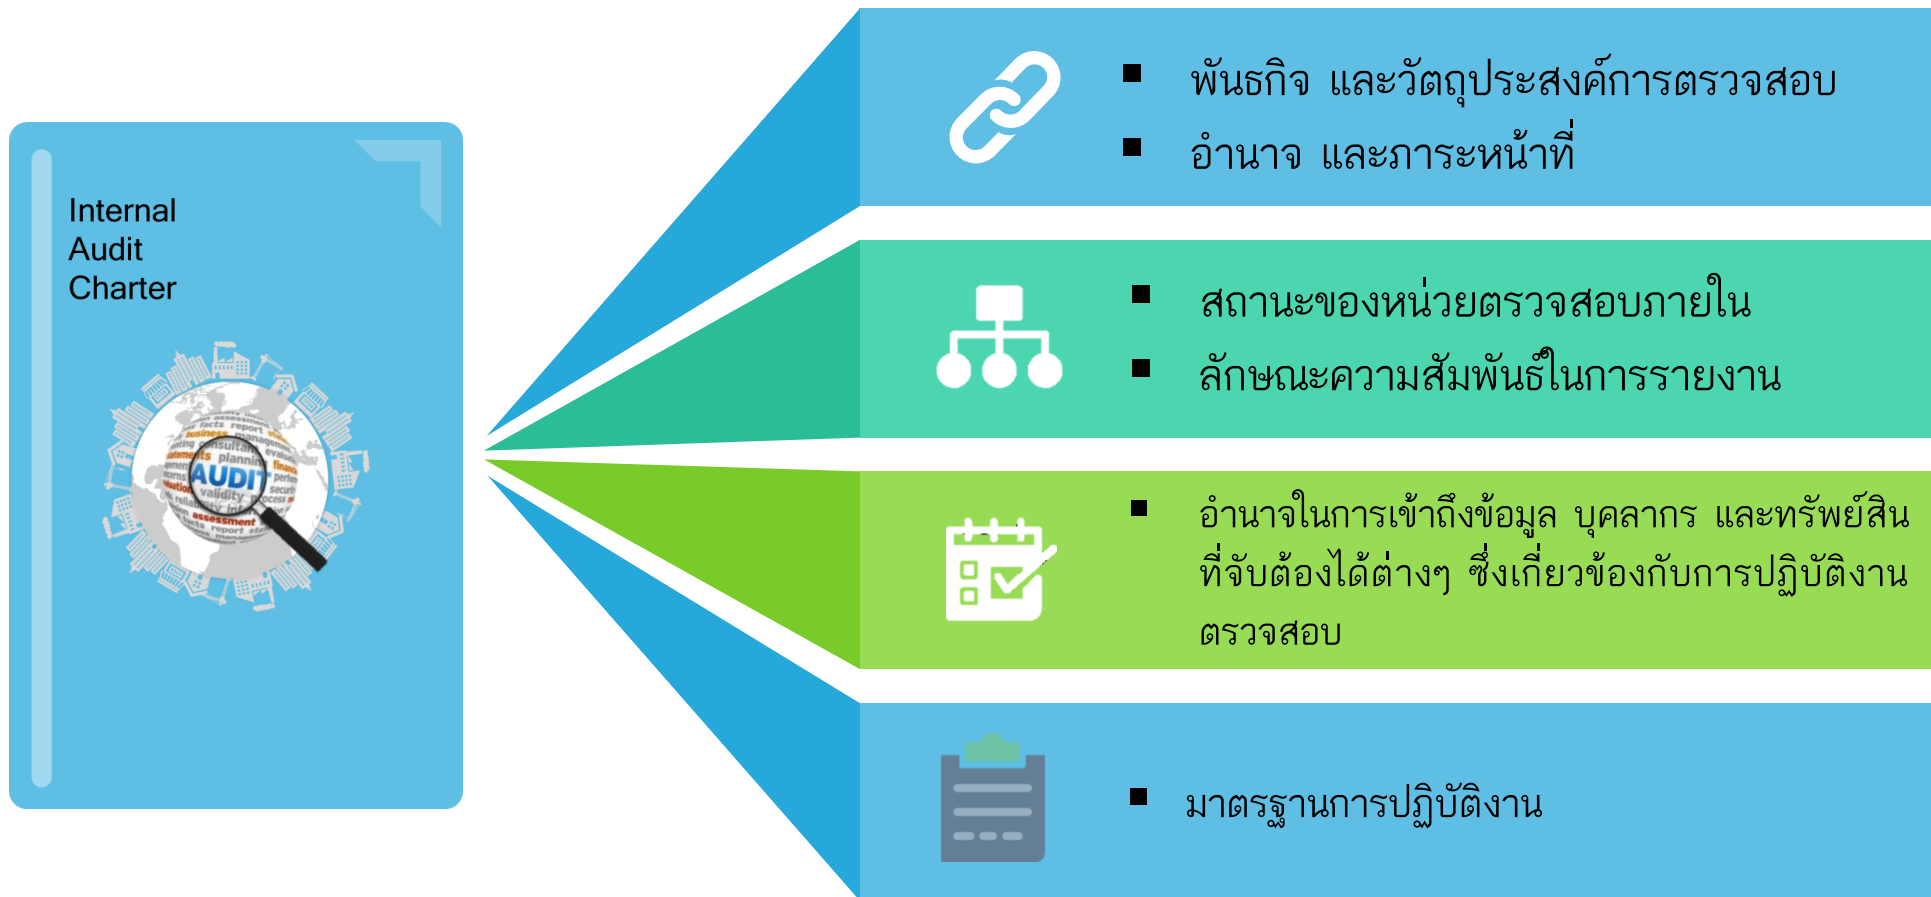 Internal
Audit
Charter
AUDIT
▪ พันธกิจ และวัตถุประสงค์การตรวจสอบ
▪ อำนาจ และภาระหน้าที่
▪ สถานะของหน่วยตรวจสอบภายใน
▪ ลักษณะความสัมพันธ์ในการรายงาน
▪ อำนาจในการเข้าถึงข้อมูล บุคลากร และทรัพย์สิน
ที่จับต้องได้ต่างๆ ซึ่งเกี่ยวข้องกับการปฏิบัติงาน
ตรวจสอบ
▪ มาตรฐานการปฏิบัติงาน